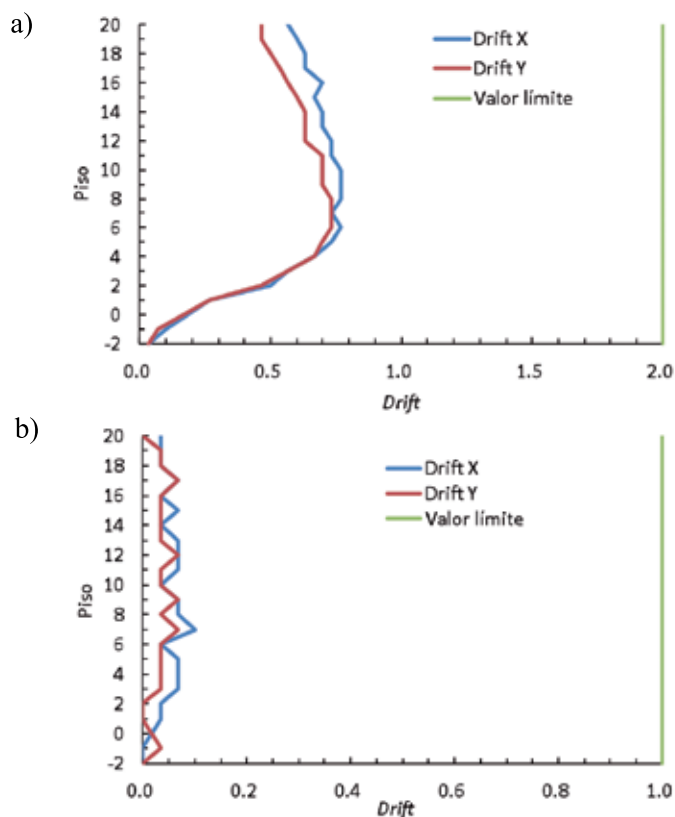 a)
20
18
16
14
12
10
8
6
4
2
0
-2
Piso
Drift X
Drift Y
Valor límite
0.0 0.5 1.0 1.5 2.0
Drift
b)
20
18
16
14
12
10
8
6
4
2
0
-2
Piso
Drift X
Drift Y
Valor límite
0.0 0.2 0.4 0.6 0.8 1.0
Drift